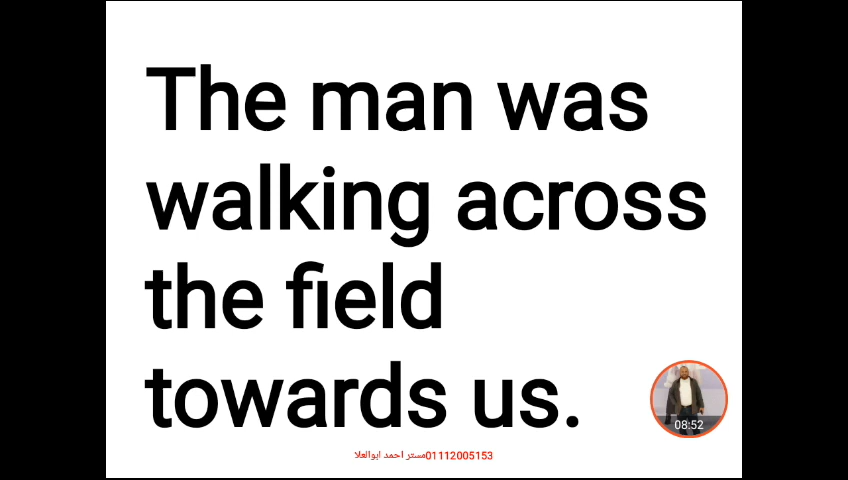 The man was
walking across
the field
towards us.
08:52
مستر احمد ابوالعلا01112005153